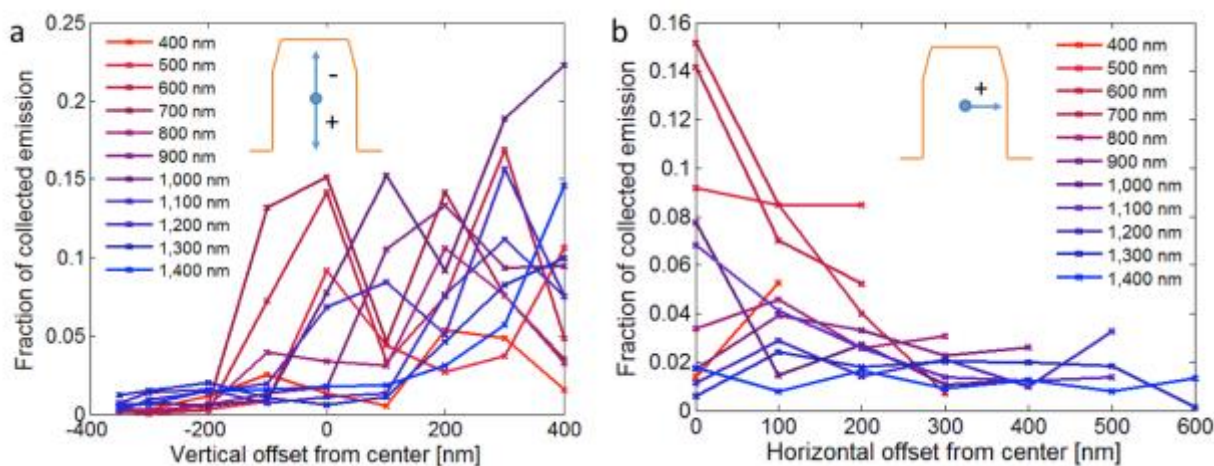 a
0.25
0.2
0.15
0.1
0.05
0
-400
-200
0
200
400
Fraction of collected emission
Vertical offset from center [nm]
400 nm
500 nm
600 nm
700 nm
800 nm
900 nm
1,000 nm
1,100 nm
1,200 nm
1,300 nm
1,400 nm
-
+
b
0.16
0.14
0.12
0.1
0.08
0.06
0.04
0.02
0
0
100
200
300
400
500
600
Fraction of collected emission
Horizontal offset from center [nm]
+
400 nm
500 nm
600 nm
700 nm
800 nm
900 nm
1,000 nm
1,100 nm
1,200 nm
1,300 nm
1,400 nm